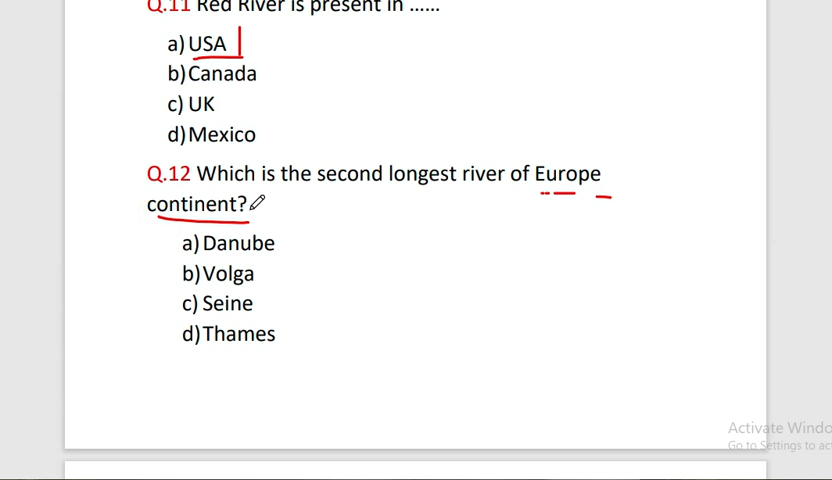 Q.11 Red River is present in ......
a) USA
b) Canada
c) UK
d) Mexico
Q.12 Which is the second longest river of Europe
continent?
a) Danube
b) Volga
c) Seine
d) Thames
Activate Windo
Go to Settings to ac